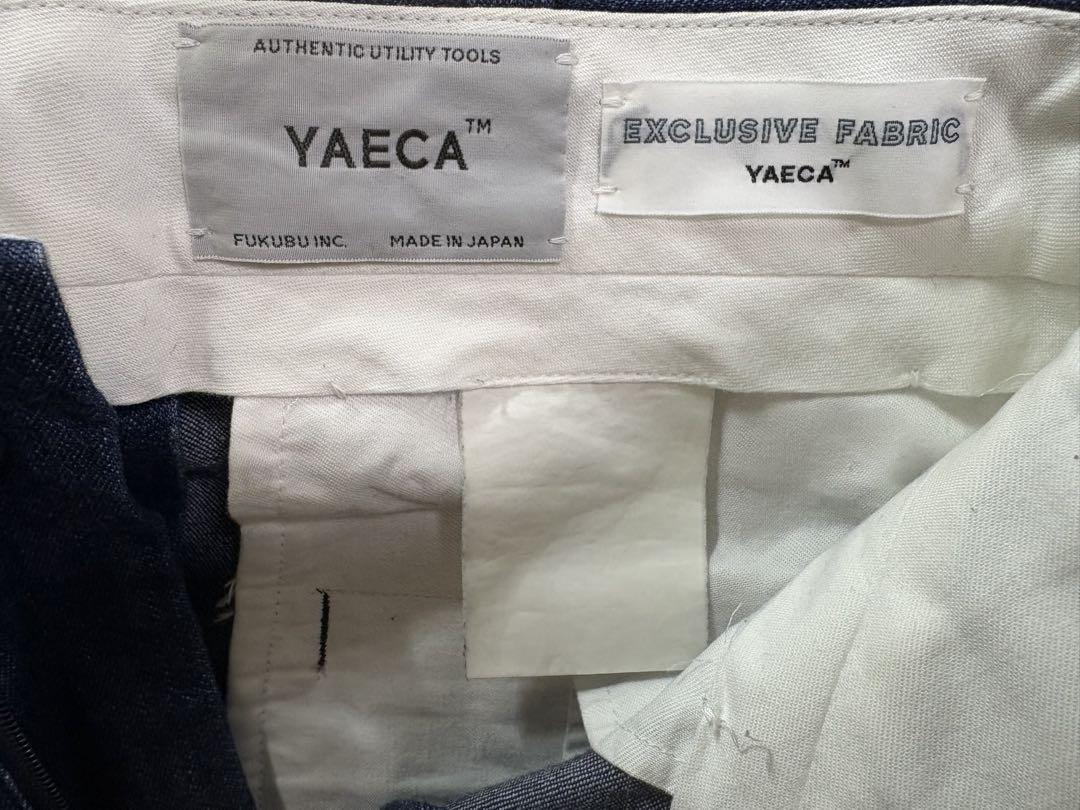 AUTHENTIC UTILITY TOOLS
YAECA™
FUKUBU INC. MADE IN JAPAN
EXCLUSIVE FABRIC
YAECA™